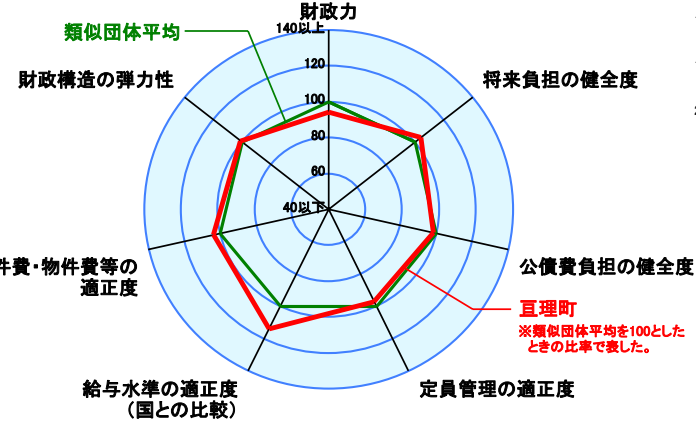 財政力
類似団体平均
140以上
120
100
80
60
40以下
財政構造の弾力性
将来負担の健全度
件費・物件費等の
適正度
公債費負担の健全度
亘理町
※類似団体平均を100とした
ときの比率で表した。
給与水準の適正度
（国との比較）
定員管理の適正度